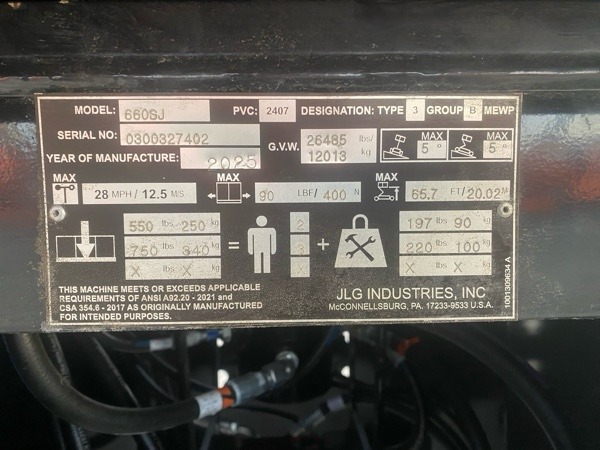 MODEL: 660SJ PVC: 2407 DESIGNATION: TYPE 3 GROUP B MEWP
SERIAL NO: 0300327402 G.V.W. 26485 lbs/ 12013 kg MAX 5° MAX 5°
YEAR OF MANUFACTURE: 2025
MAX 28 MPH / 12.5 M/S MAX 90 LBF/ 400 N MAX 65.7 FT/ 20.02 M
550 lbs 250 kg = 2 + 197 lbs 90 kg
750 lbs 340 kg 3 220 lbs 100 kg
X lbs X kg X lbs X kg
THIS MACHINE MEETS OR EXCEEDS APPLICABLE
REQUIREMENTS OF ANSI A92.20 - 2021 and
CSA 354.6 - 2017 AS ORIGINALLY MANUFACTURED
FOR INTENDED PURPOSES.
JLG INDUSTRIES, INC
McCONNELLSBURG, PA. 17233-9533 U.S.A.
1001309634 A